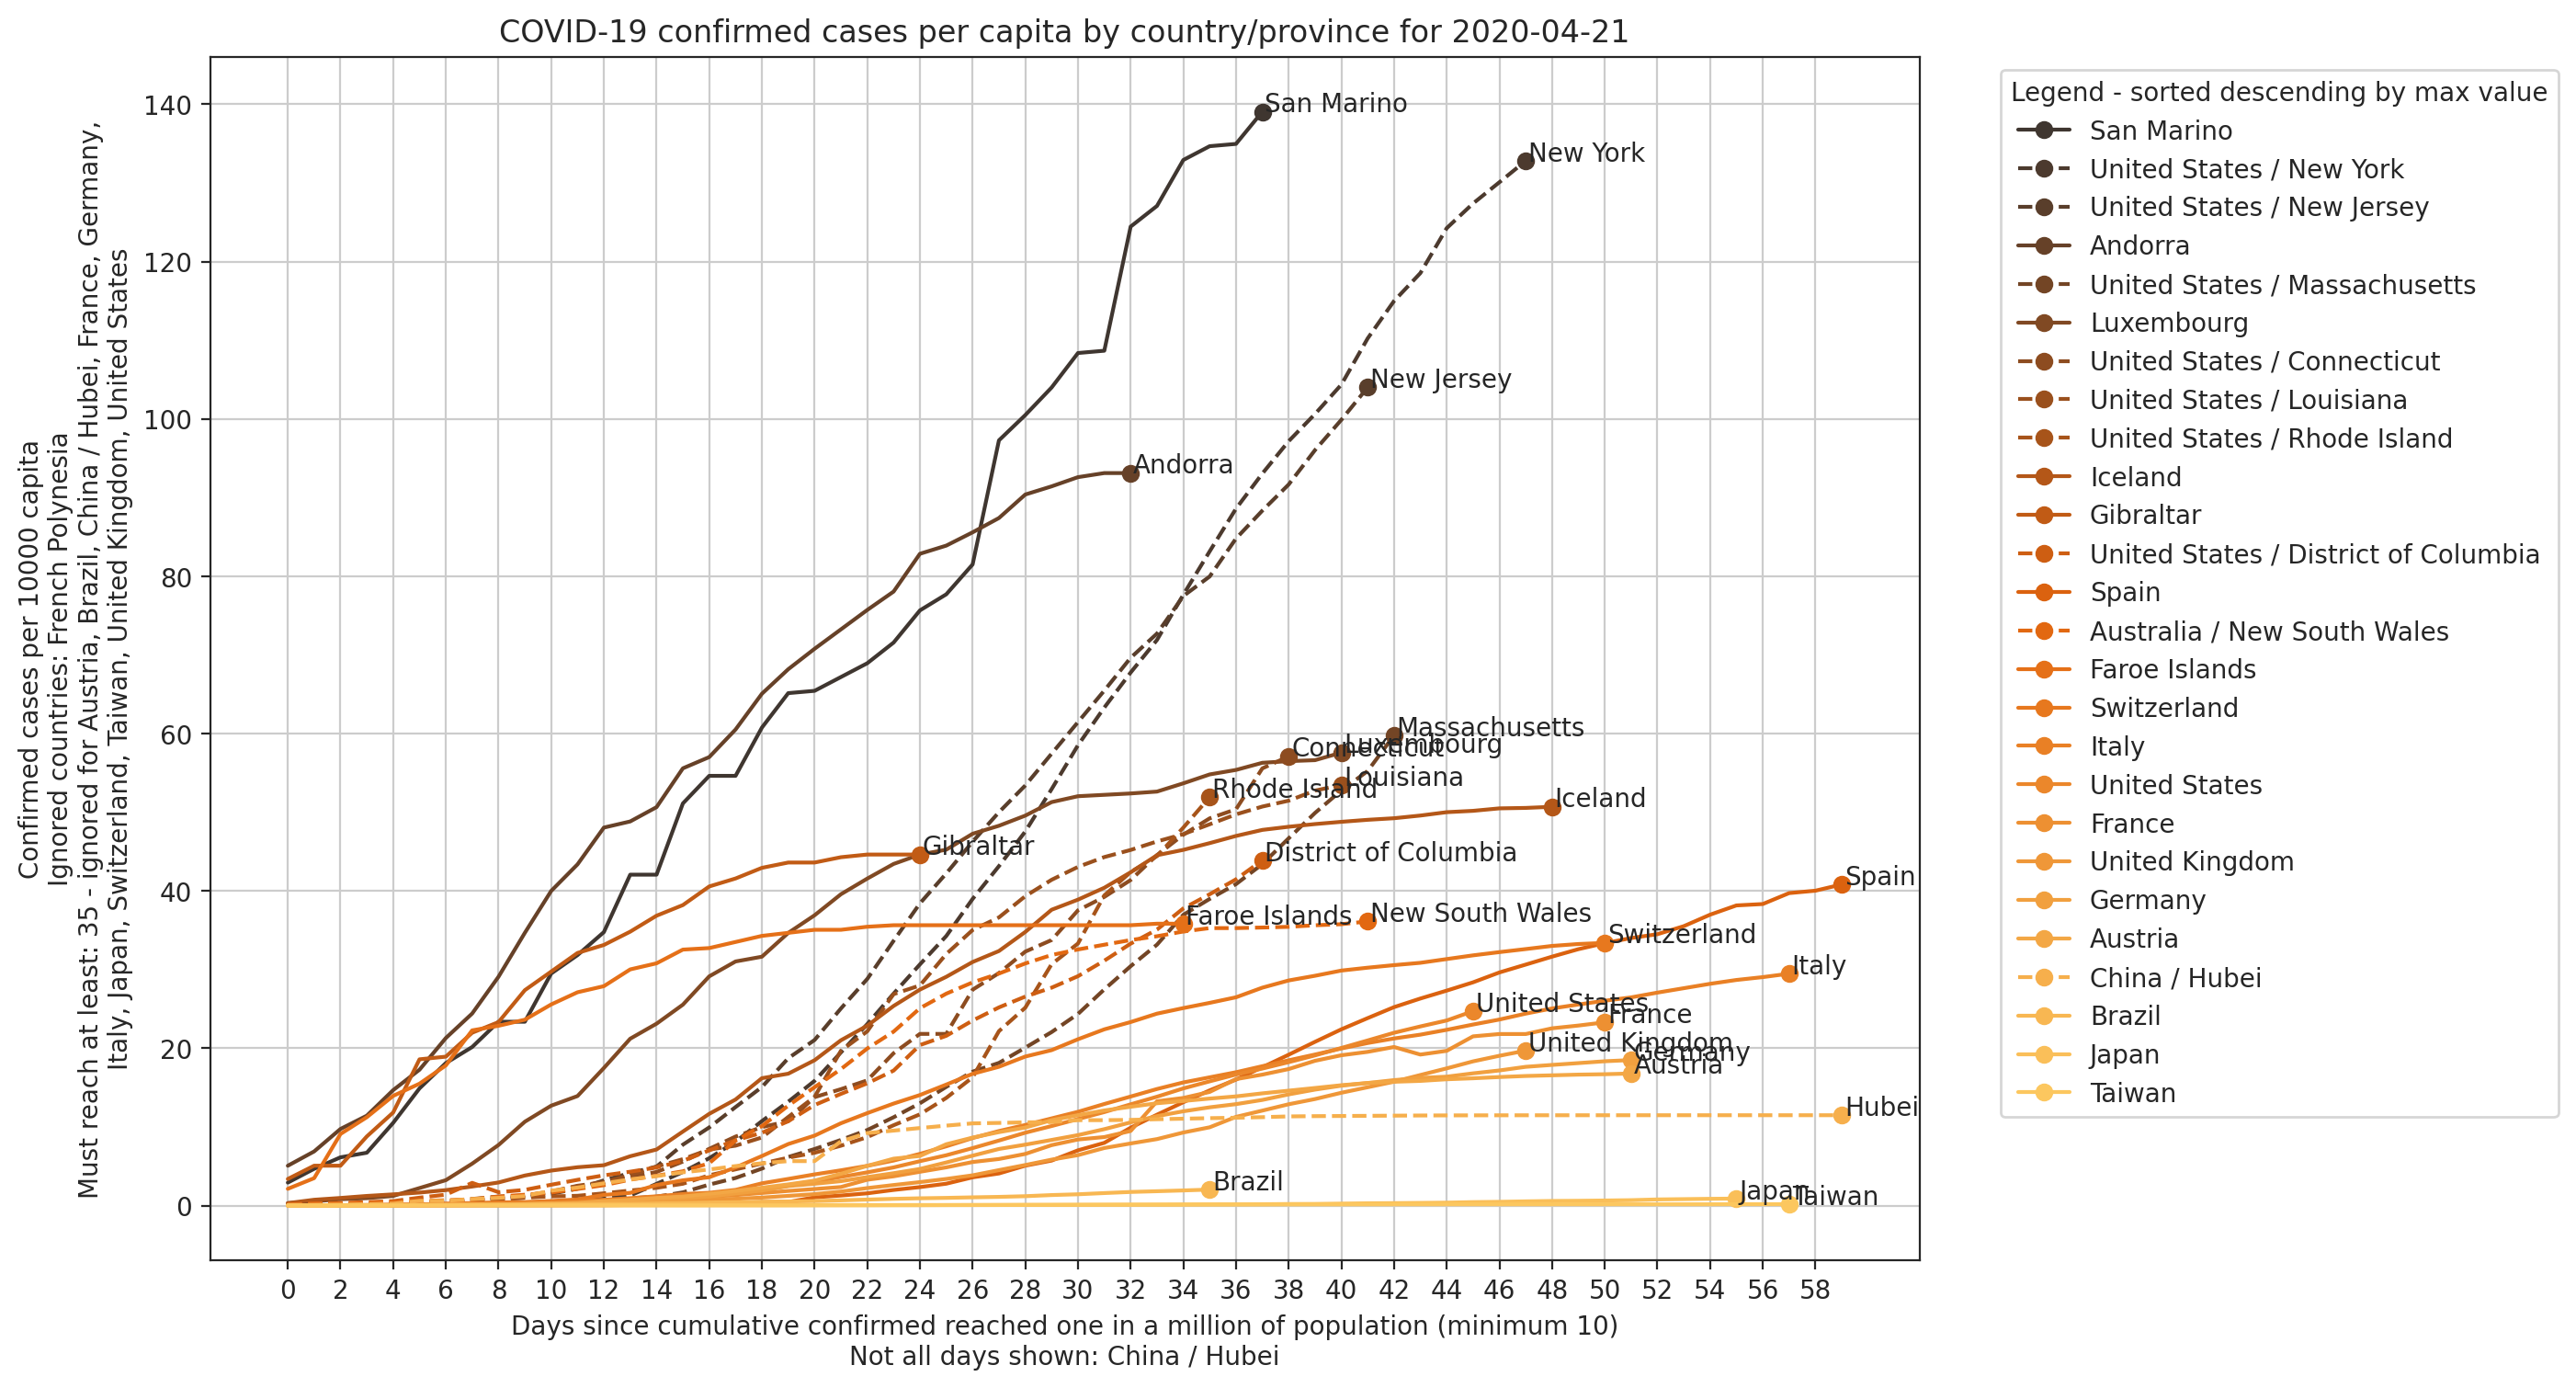 COVID-19 confirmed cases per capita by country/province for 2020-04-21
Confirmed cases per 10000 capita
Ignored countries: French Polynesia
Must reach at least: 35 - ignored for Austria, Brazil, China / Hubei, France, Germany,
Italy, Japan, Switzerland, Taiwan, United Kingdom, United States
140
120
100
80
60
40
20
0
San Marino
New York
New Jersey
Andorra
Massachusetts
Luxembourg
Connecticut
Louisiana
Rhode Island
Iceland
Gibraltar
District of Columbia
Spain
New South Wales
Faroe Islands
Switzerland
Italy
United States
France
United Kingdom
Germany
Austria
Hubei
Brazil
Japan
Taiwan
0 2 4 6 8 10 12 14 16 18 20 22 24 26 28 30 32 34 36 38 40 42 44 46 48 50 52 54 56 58
Days since cumulative confirmed reached one in a million of population (minimum 10)
Not all days shown: China / Hubei
Legend - sorted descending by max value
San Marino
United States / New York
United States / New Jersey
Andorra
United States / Massachusetts
Luxembourg
United States / Connecticut
United States / Louisiana
United States / Rhode Island
Iceland
Gibraltar
United States / District of Columbia
Spain
Australia / New South Wales
Faroe Islands
Switzerland
Italy
United States
France
United Kingdom
Germany
Austria
China / Hubei
Brazil
Japan
Taiwan